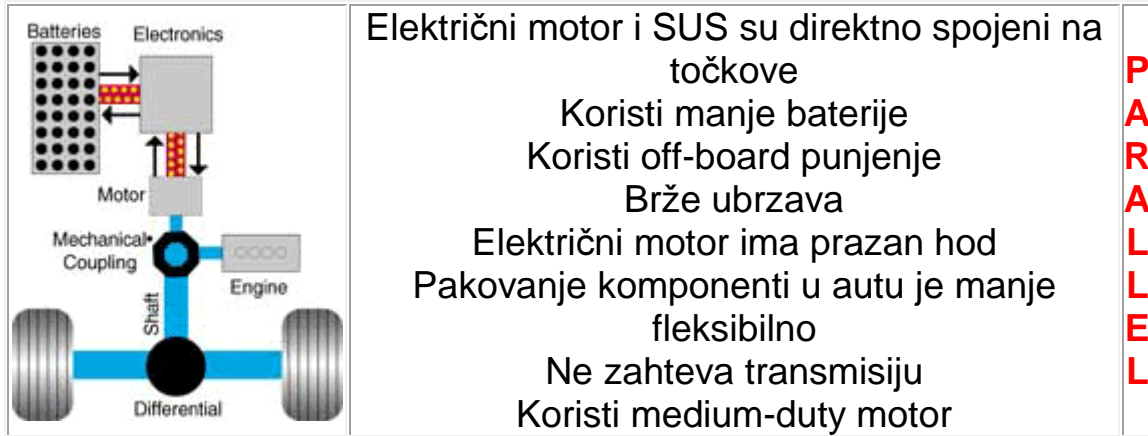 Batteries
Electronics
Motor
Mechanical
Coupling
Engine
Shaft
Differential
Električni motor i SUS su direktno spojeni na
točkove
Koristi manje baterije
Koristi off-board punjenje
Brže ubrzava
Električni motor ima prazan hod
Pakovanje komponenti u autu je manje
fleksibilno
Ne zahteva transmisiju
Koristi medium-duty motor
P
A
R
A
L
L
E
L